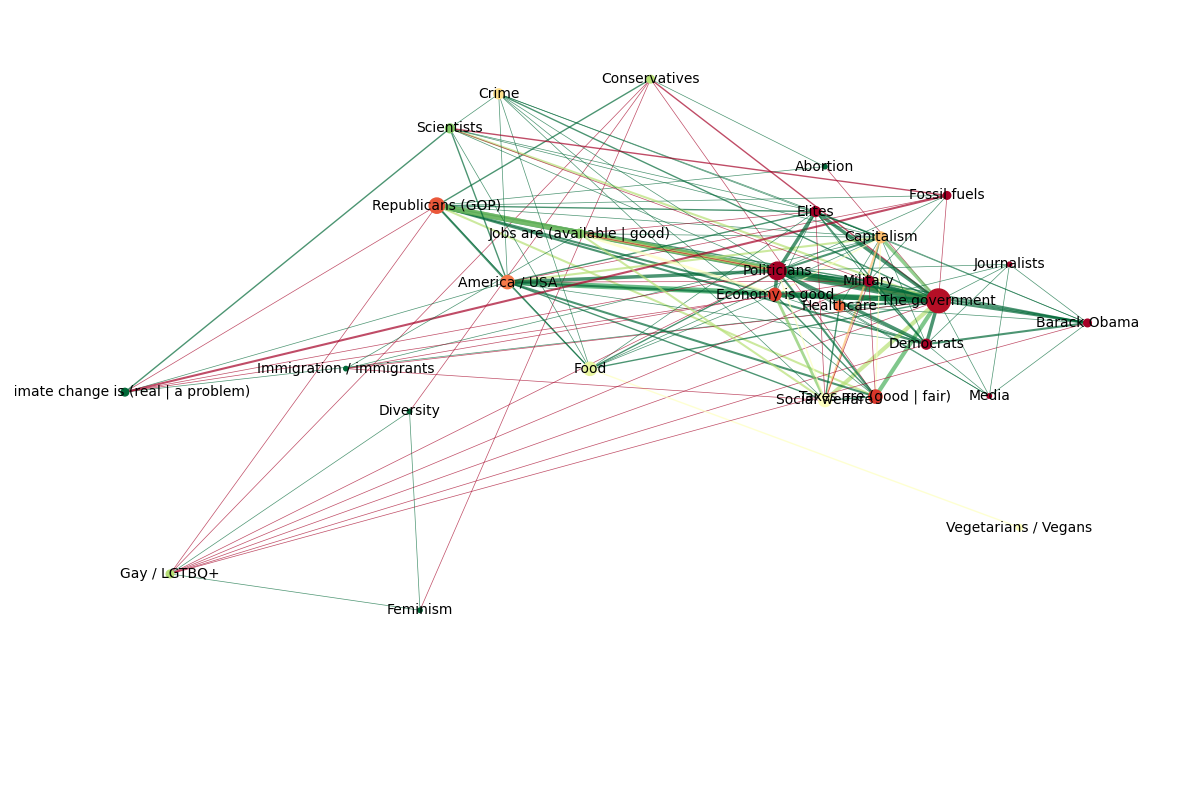 Conservatives
Crime
Scientists
Abortion
Fossil fuels
Republicans (GOP)
Elites
Jobs are (available | good)
Capitalism
Journalists
Politicians
America / USA
Military
Economy is good
The government
Healthcare
Barack Obama
Democrats
Immigration / immigrants
Food
imate change is (real | a problem)
Social welfare
Taxes are (good | fair)
Media
Diversity
Vegetarians / Vegans
Gay / LGTBQ+
Feminism